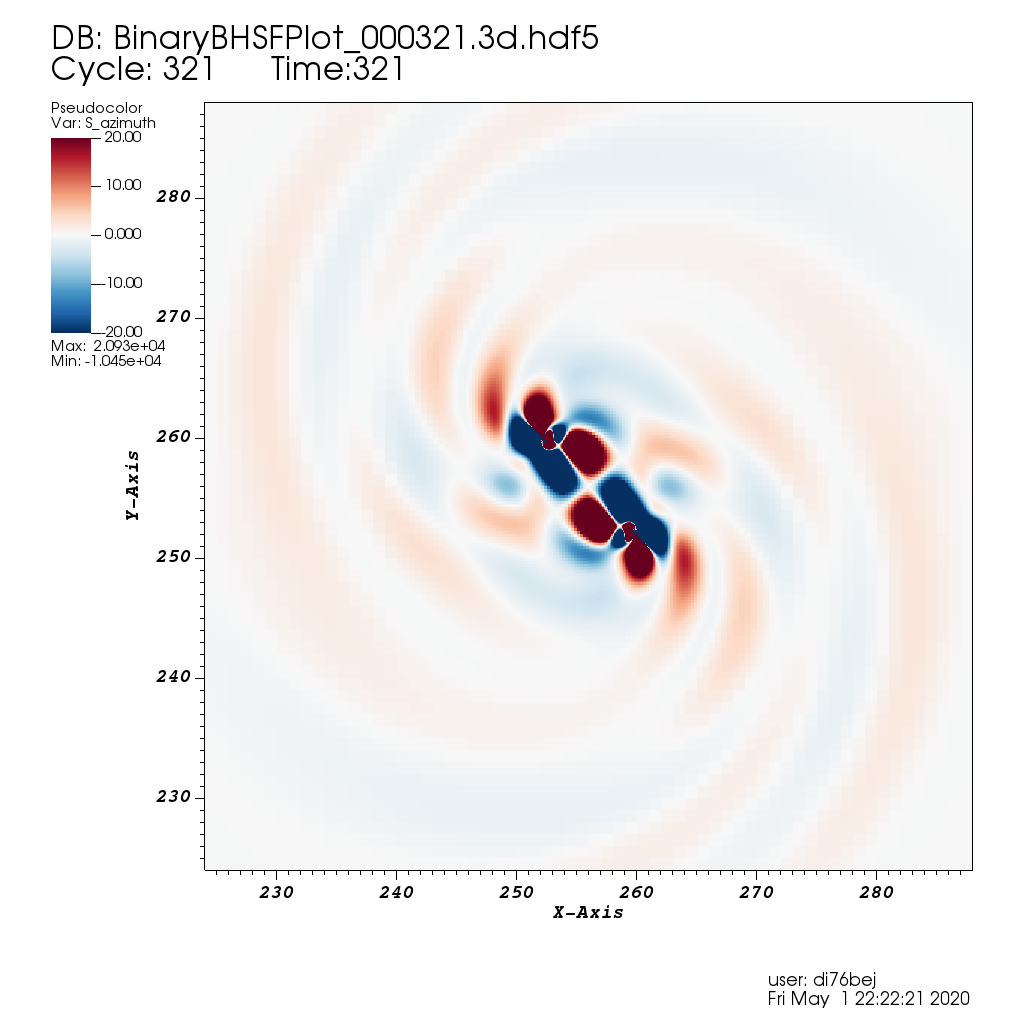 DB: BinaryBHSFPlot_000321.3d.hdf5
Cycle: 321 Time:321
Pseudocolor
Var: S_azimuth
20.00
10.00
0.000
-10.00
-20.00
Max: 2.093e+04
Min: -1.045e+04
280
270
260
250
240
230
Y-Axis
230 240 250 260 270 280
X-Axis
user: di76bej
Fri May 1 22:22:21 2020